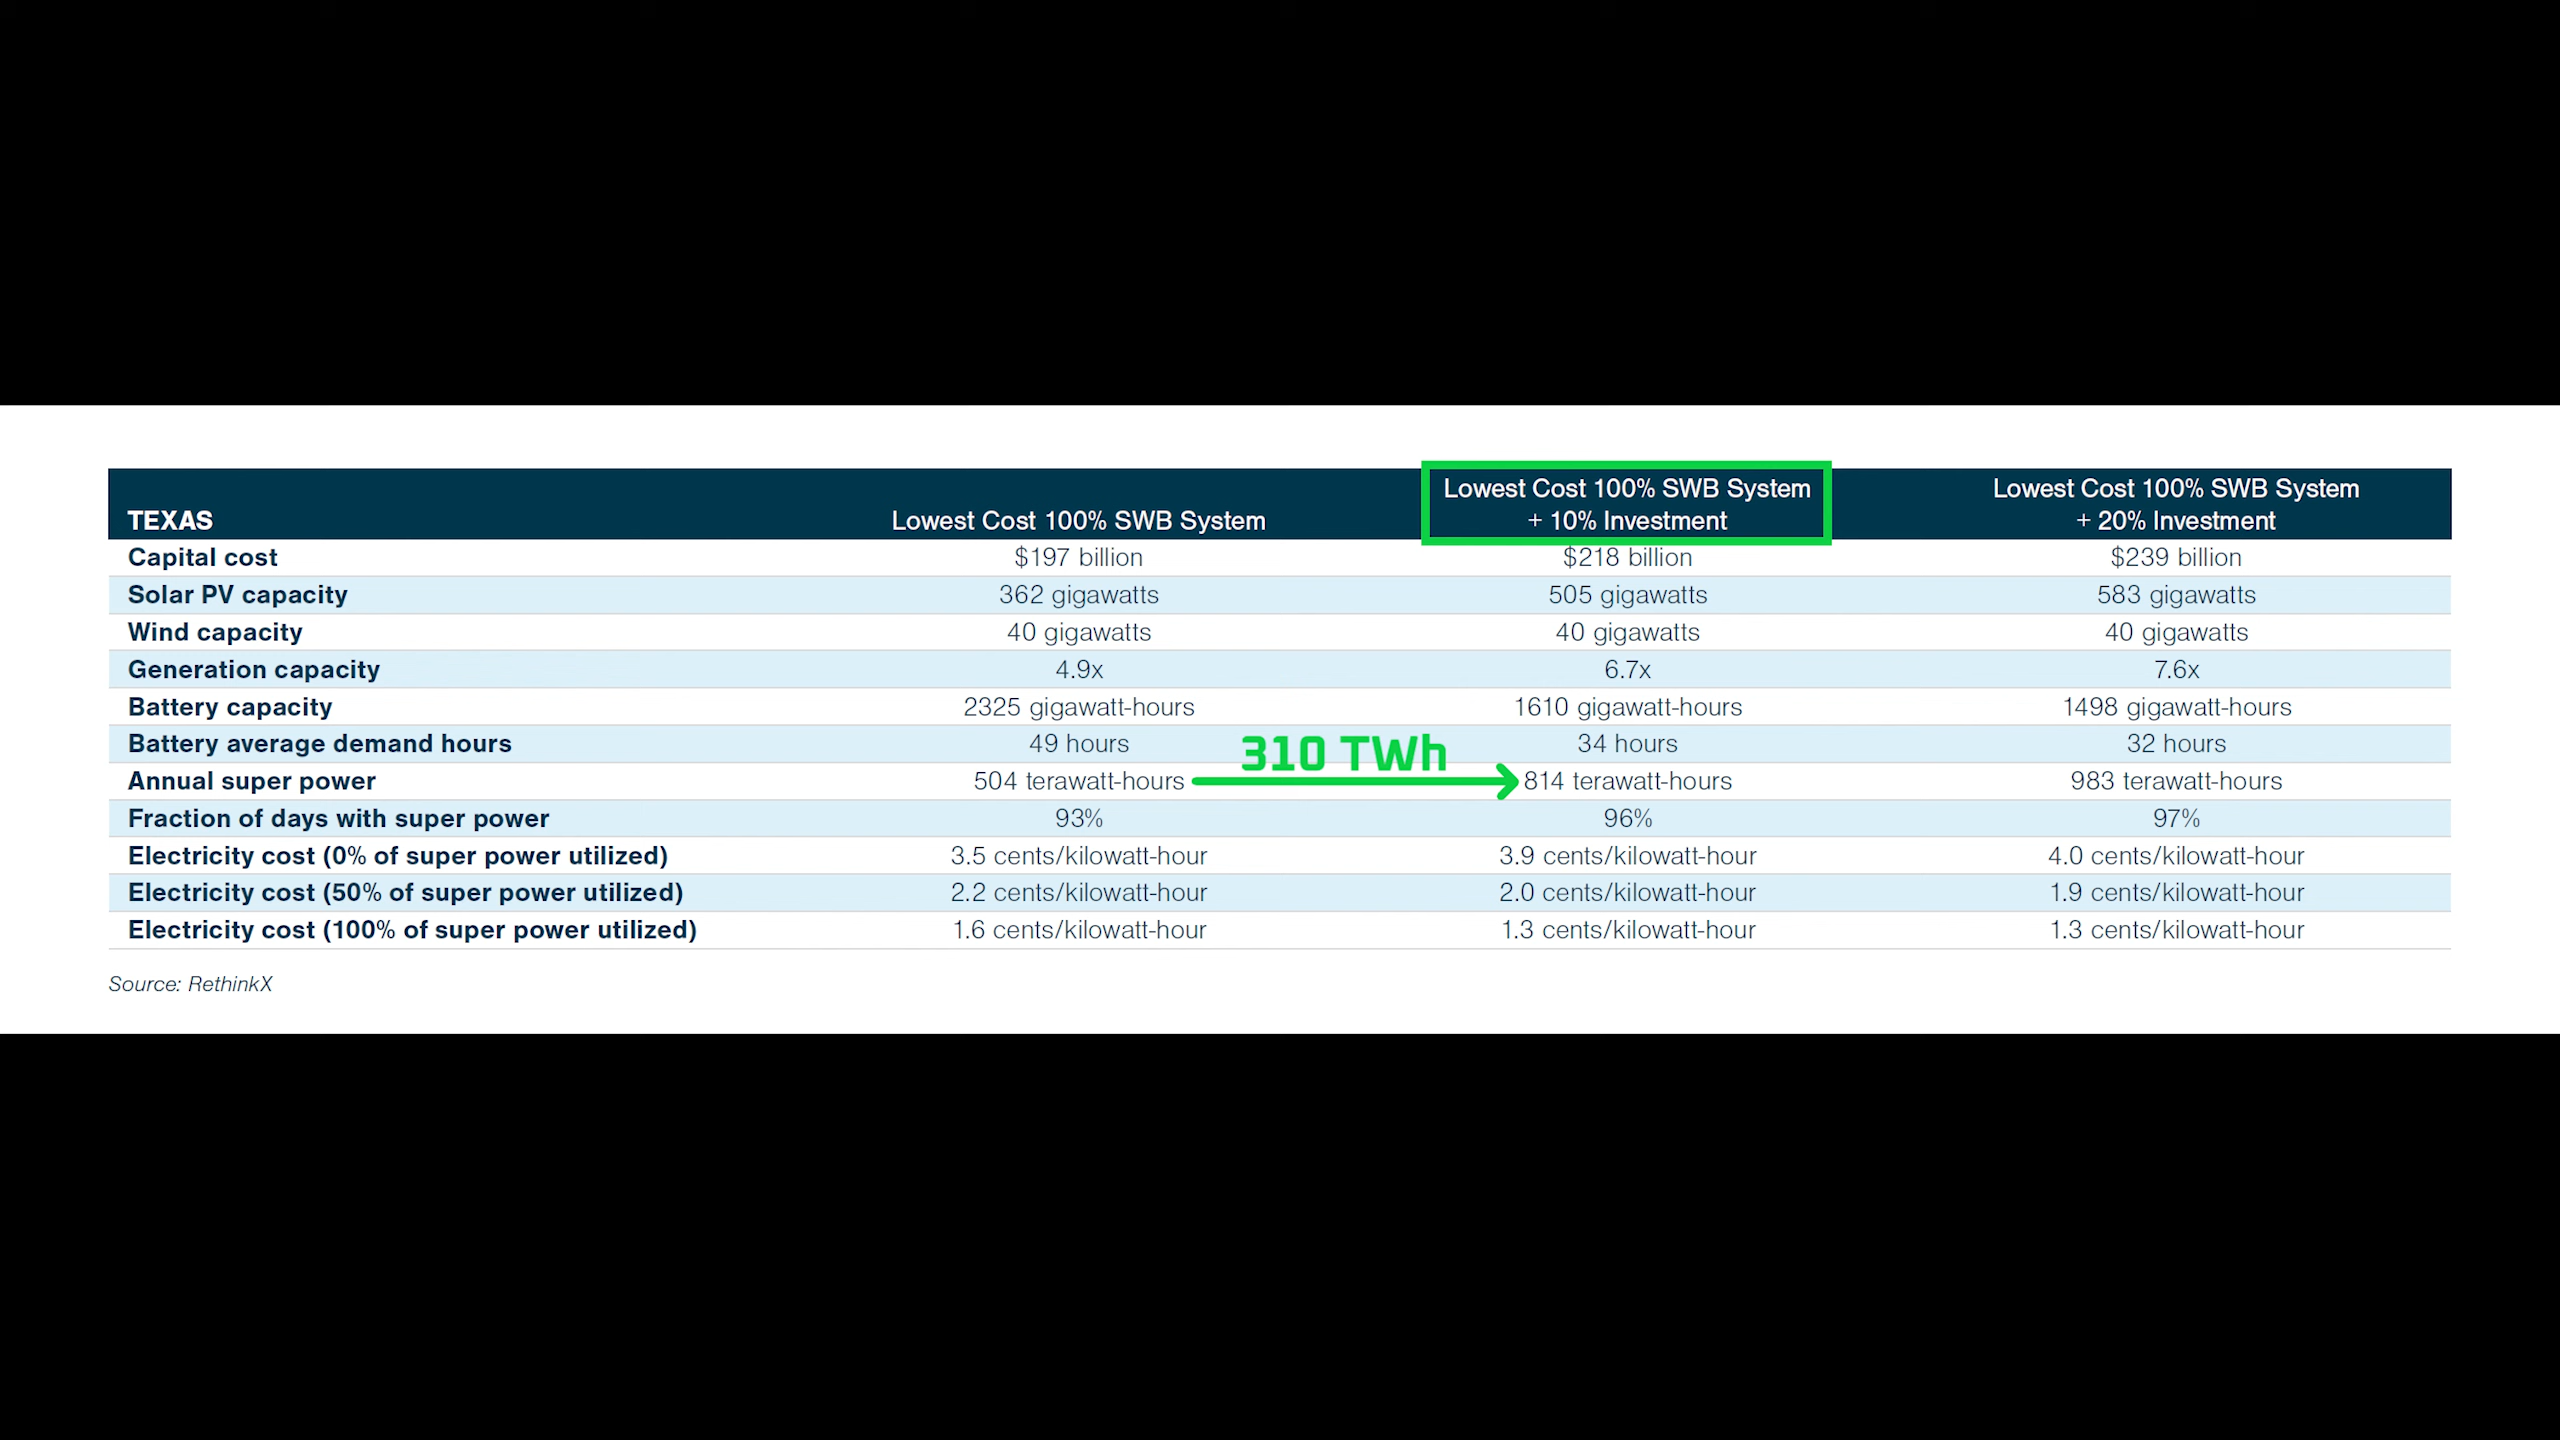 Lowest Cost 100% SWB System Lowest Cost 100% SWB System
TEXAS Lowest Cost 100% SWB System + 10% Investment + 20% Investment
Capital cost $197 billion $218 billion $239 billion
Solar PV capacity 362 gigawatts 505 gigawatts 583 gigawatts
Wind capacity 40 gigawatts 40 gigawatts 40 gigawatts
Generation capacity 4.9x 6.7x 7.6x
Battery capacity 2325 gigawatt-hours 1610 gigawatt-hours 1498 gigawatt-hours
Battery average demand hours 49 hours 310 TWh 34 hours 32 hours
Annual super power 504 terawatt-hours 814 terawatt-hours 983 terawatt-hours
Fraction of days with super power 93% 96% 97%
Electricity cost (0% of super power utilized) 3.5 cents/kilowatt-hour 3.9 cents/kilowatt-hour 4.0 cents/kilowatt-hour
Electricity cost (50% of super power utilized) 2.2 cents/kilowatt-hour 2.0 cents/kilowatt-hour 1.9 cents/kilowatt-hour
Electricity cost (100% of super power utilized) 1.6 cents/kilowatt-hour 1.3 cents/kilowatt-hour 1.3 cents/kilowatt-hour
Source: RethinkX